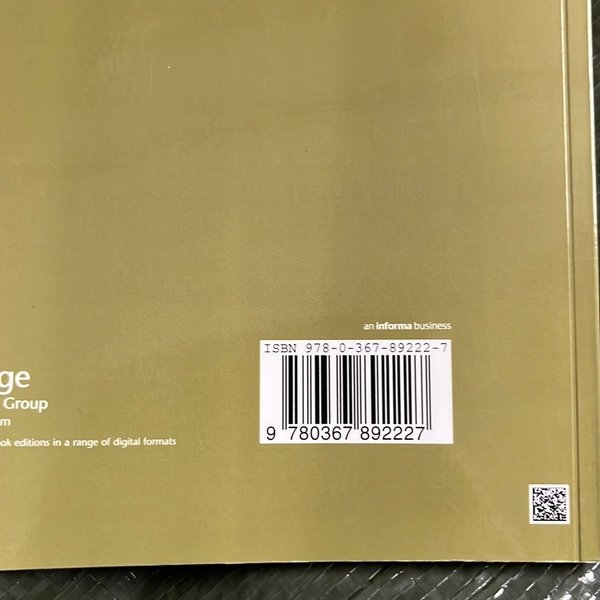 an informa business
ISBN 978-0-367-89222-7
9 780367 892227
ge
Group
m
ok editions in a range of digital formats